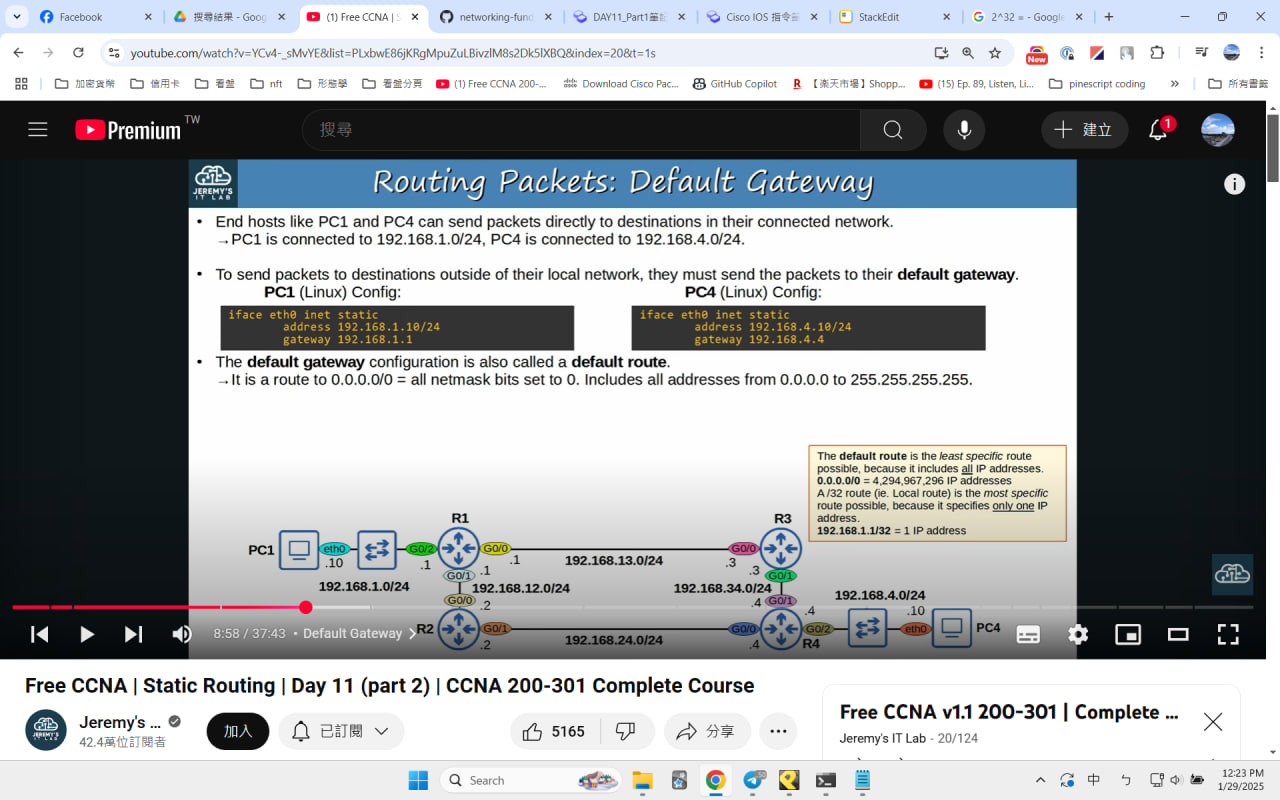 Facebook
搜尋結果 - Goog
(1) Free CCNA | S
networking-fund
DAY11_Part1筆記
Cisco IOS 指令
StackEdit
2^32 = - Google
youtube.com/watch?v=YCv4-_sMvYE&list=PLxbwE86jKRgMpuZuLBivzlM8s2Dk5lXBQ&index=20&t=1s
New
加密貨幣
信用卡
看盤
nft
形態學
看盤分頁
(1) Free CCNA 200-...
Download Cisco Pac...
GitHub Copilot
【楽天市場】Shopp...
(15) Ep. 89, Listen, Li...
pinescript coding
所有書籤
Premium TW
搜尋
建立
1
JEREMY'S IT LAB
Routing Packets: Default Gateway
• End hosts like PC1 and PC4 can send packets directly to destinations in their connected network.
→PC1 is connected to 192.168.1.0/24, PC4 is connected to 192.168.4.0/24.
• To send packets to destinations outside of their local network, they must send the packets to their default gateway.
PC1 (Linux) Config:
iface eth0 inet static
address 192.168.1.10/24
gateway 192.168.1.1
PC4 (Linux) Config:
iface eth0 inet static
address 192.168.4.10/24
gateway 192.168.4.4
• The default gateway configuration is also called a default route.
→It is a route to 0.0.0.0/0 = all netmask bits set to 0. Includes all addresses from 0.0.0.0 to 255.255.255.255.
The default route is the least specific route
possible, because it includes all IP addresses.
0.0.0.0/0 = 4,294,967,296 IP addresses
A /32 route (ie. Local route) is the most specific
route possible, because it specifies only one IP
address.
192.168.1.1/32 = 1 IP address
R1
R3
PC1
eth0
G0/2
G0/0
G0/0
.10
.1
.1
192.168.13.0/24
.3
192.168.1.0/24
G0/1
.1
192.168.12.0/24
192.168.34.0/24
.3
G0/1
G0/0
.2
.4
G0/1
192.168.4.0/24
.4
.10
R2
G0/1
G0/0
G0/2
eth0
PC4
.2
192.168.24.0/24
.4
R4
8:58 / 37:43 • Default Gateway
Free CCNA | Static Routing | Day 11 (part 2) | CCNA 200-301 Complete Course
Jeremy's ...
42.4萬位訂閱者
加入
已訂閱
5165
分享
Free CCNA v1.1 200-301 | Complete ...
Jeremy's IT Lab - 20/124
Search
中
ㄅ
12:23 PM
1/29/2025